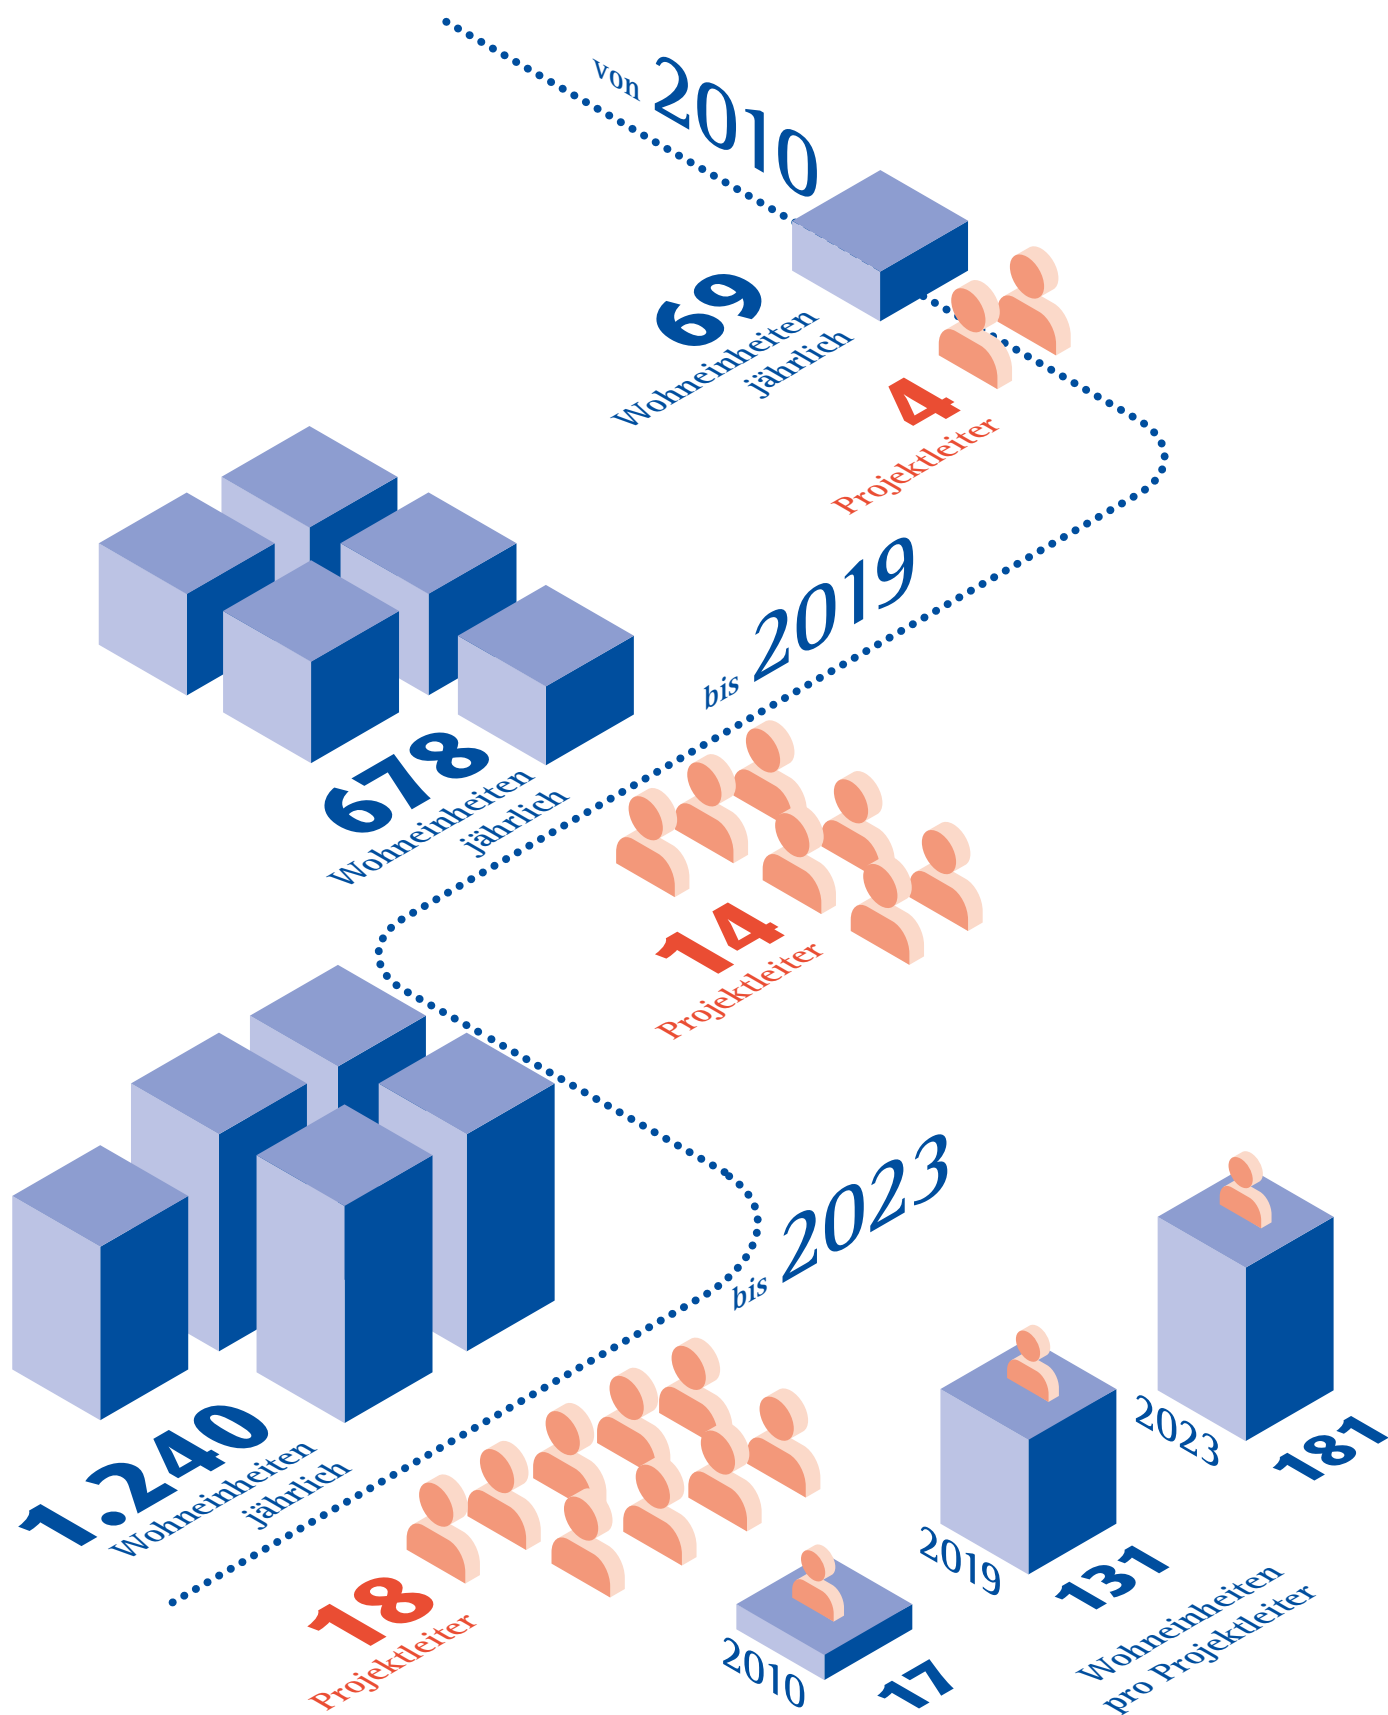 von 2010
69
Wohneinheiten
jährlich
4
Projektleiter
bis 2019
678
Wohneinheiten
jährlich
14
Projektleiter
bis 2023
1.240
Wohneinheiten
jährlich
18
Projektleiter
2023
181
2019
131
2010
17
Wohneinheiten
pro Projektleiter